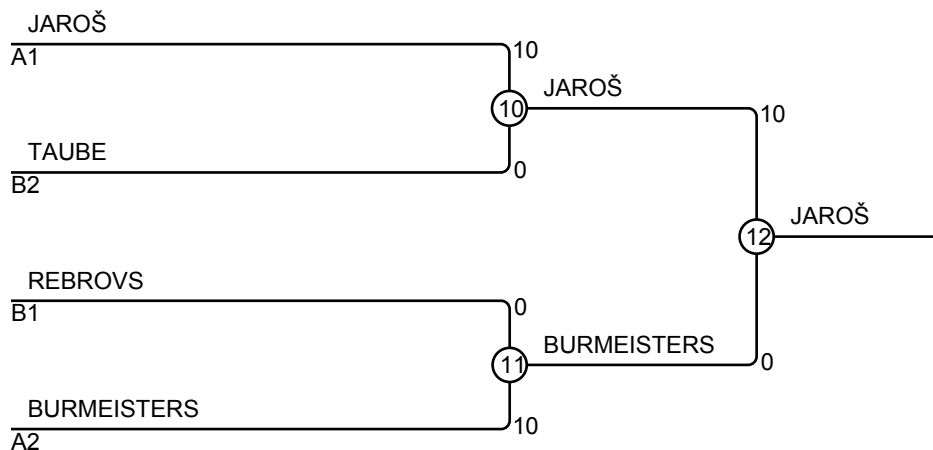 JAROŠ
A1
10
10
JAROŠ
10
TAUBE
B2
0
12
JAROŠ
REBROVS
B1
0
11
BURMEISTERS
0
BURMEISTERS
A2
10